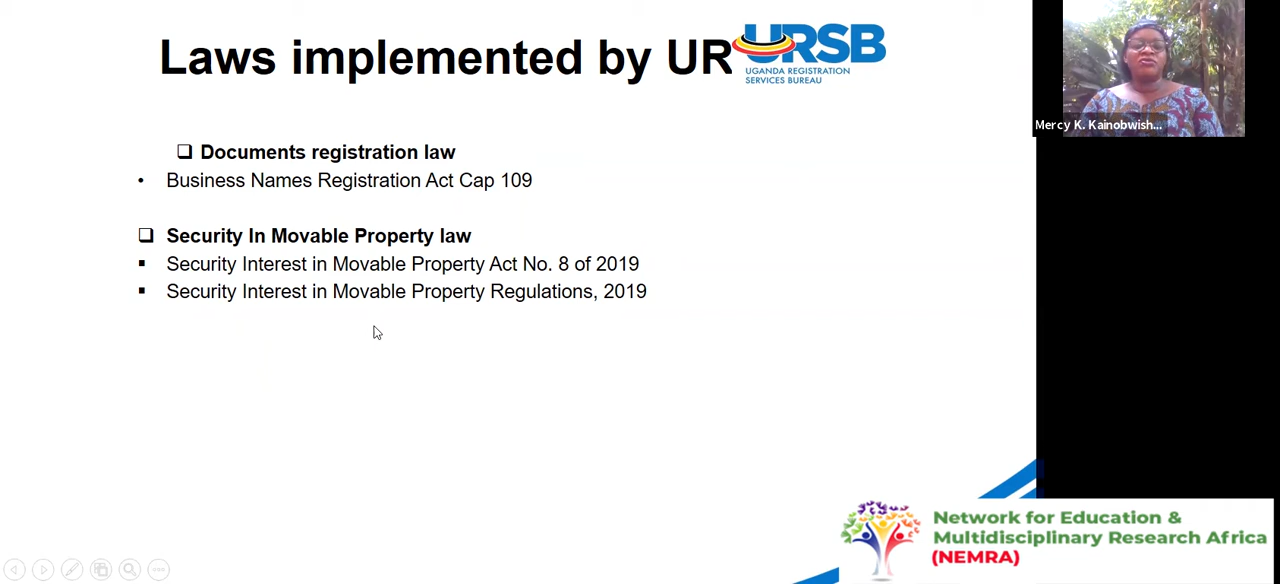 Laws implemented by UR
URSB
UGANDA REGISTRATION
SERVICES BUREAU
Mercy K. Kainobwish...
❑ Documents registration law
• Business Names Registration Act Cap 109
❑ Security In Movable Property law
▪ Security Interest in Movable Property Act No. 8 of 2019
▪ Security Interest in Movable Property Regulations, 2019
Network for Education &
Multidisciplinary Research Africa
(NEMRA)